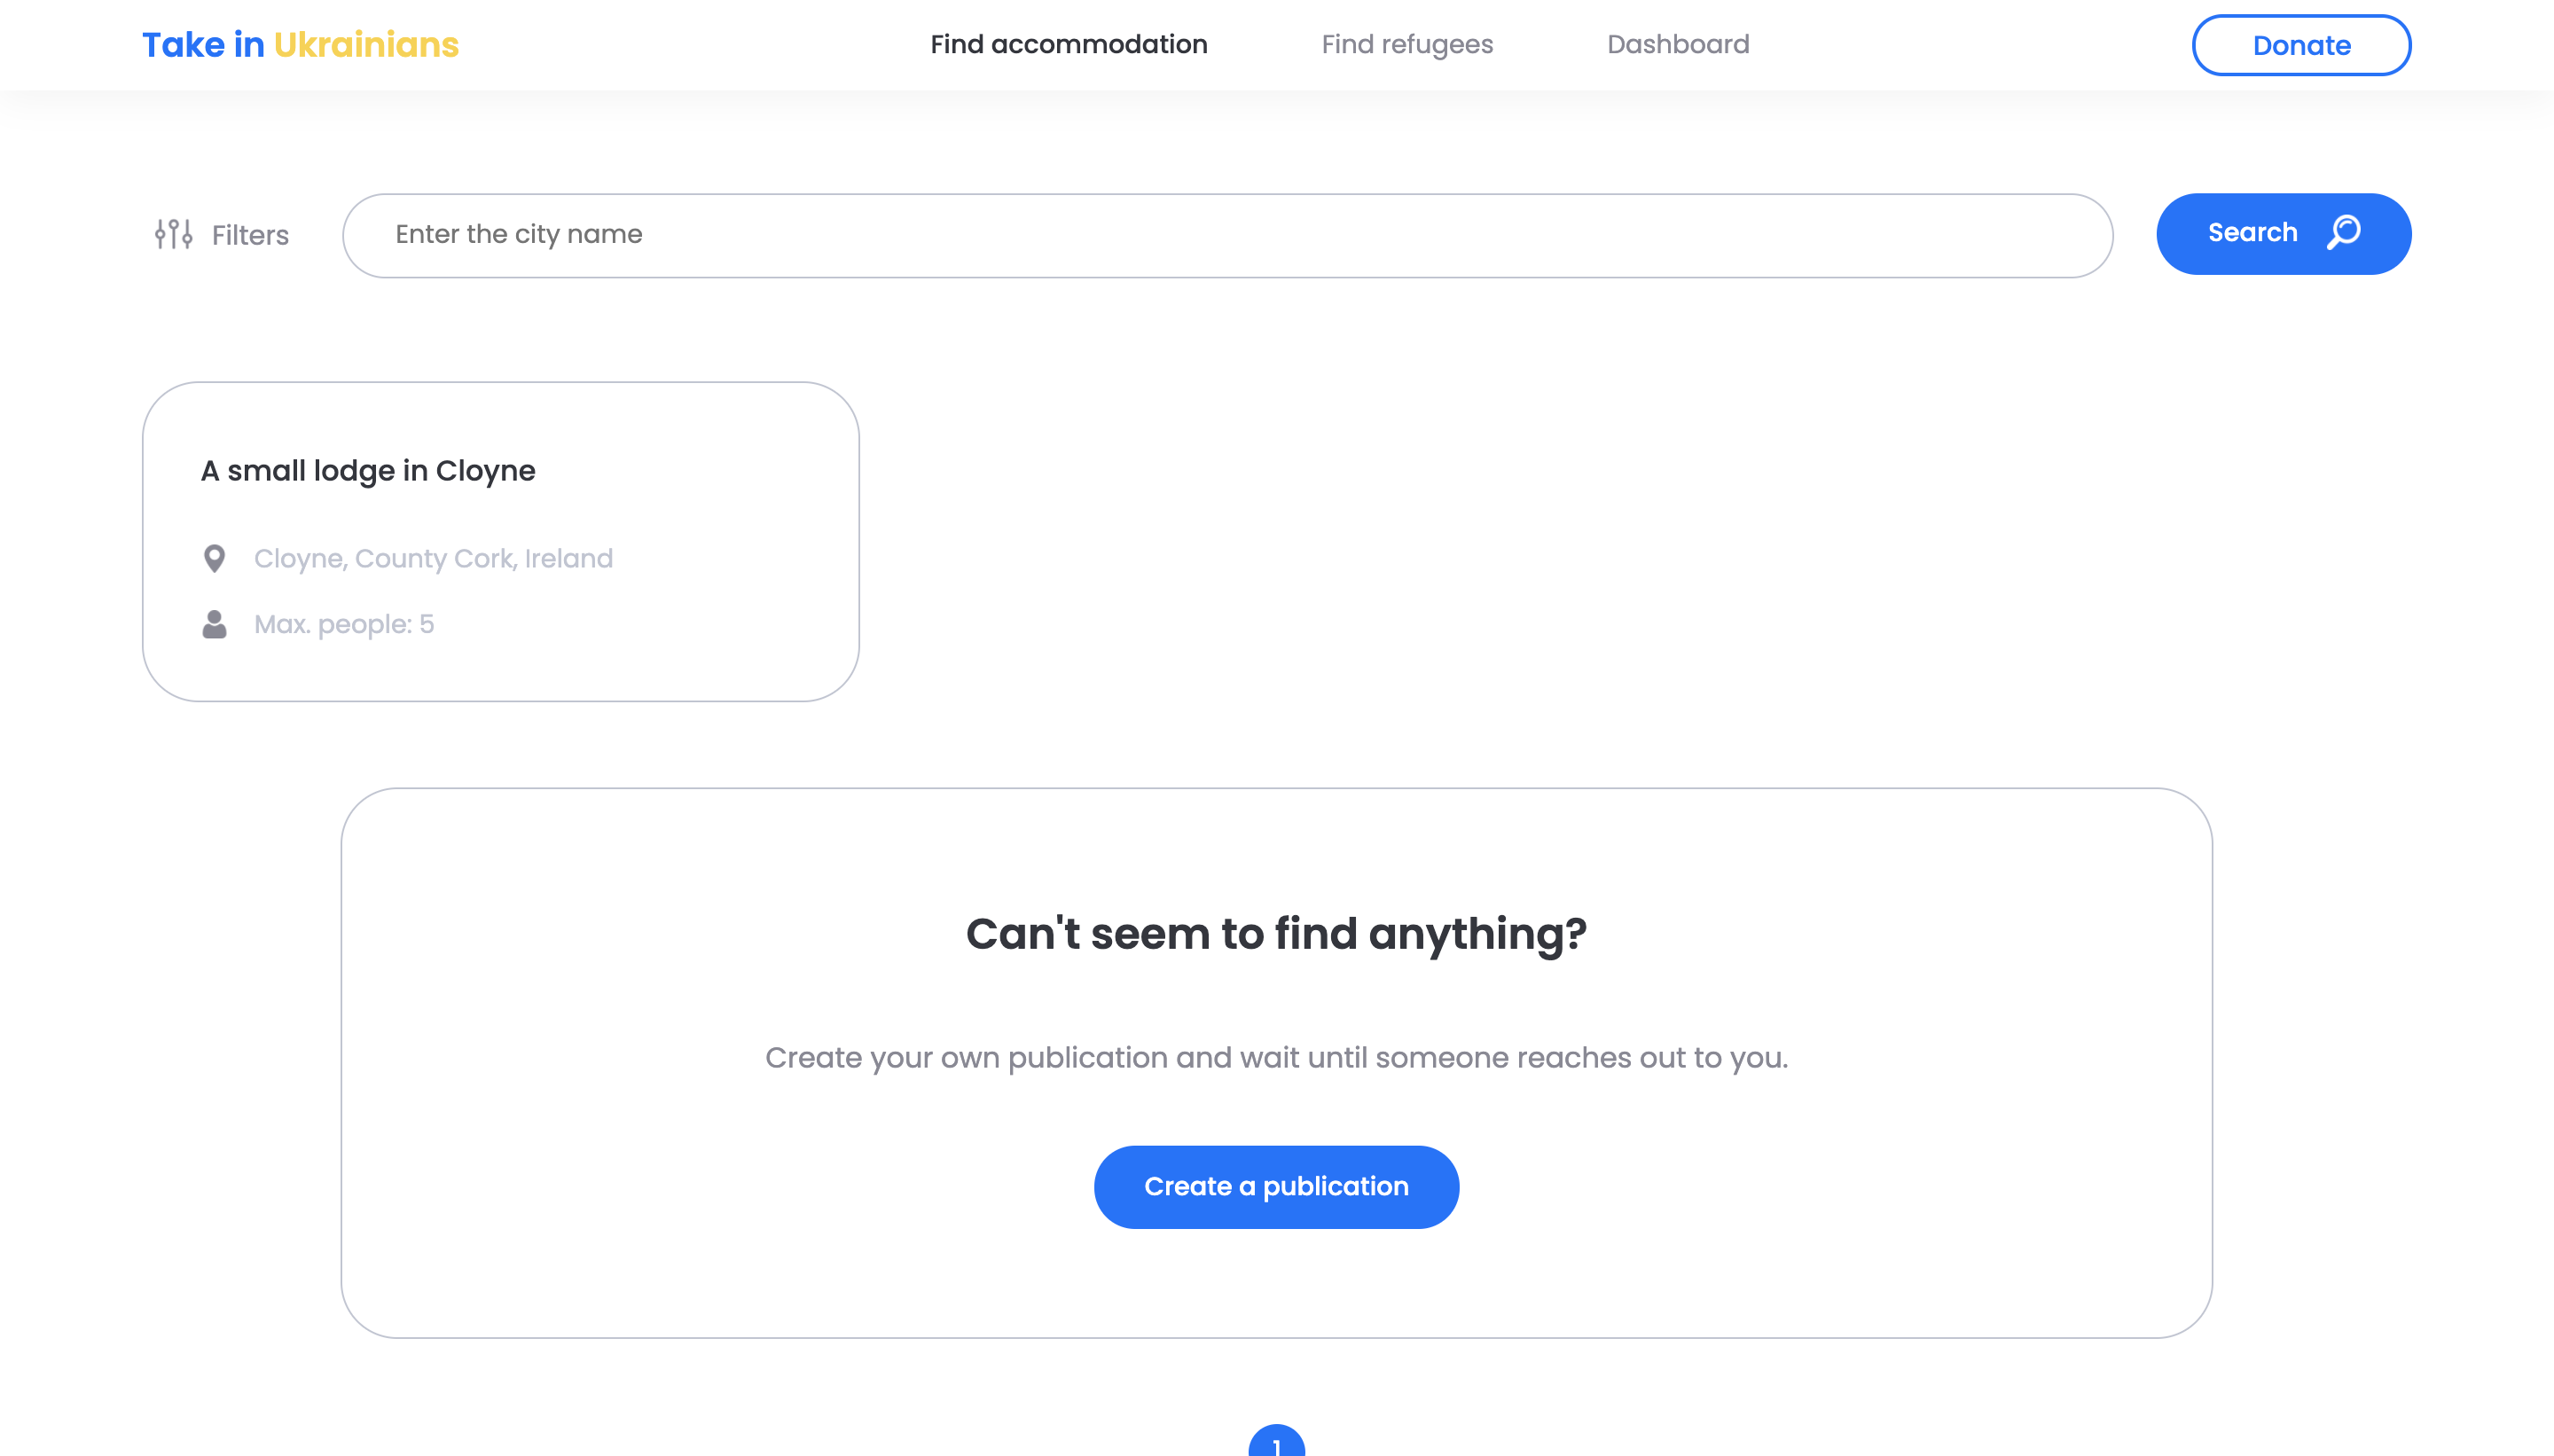 Take in Ukrainians
Find accommodation
Find refugees
Dashboard
Donate
Filters
Enter the city name
Search
A small lodge in Cloyne
Cloyne, County Cork, Ireland
Max. people: 5
Can't seem to find anything?
Create your own publication and wait until someone reaches out to you.
Create a publication
1